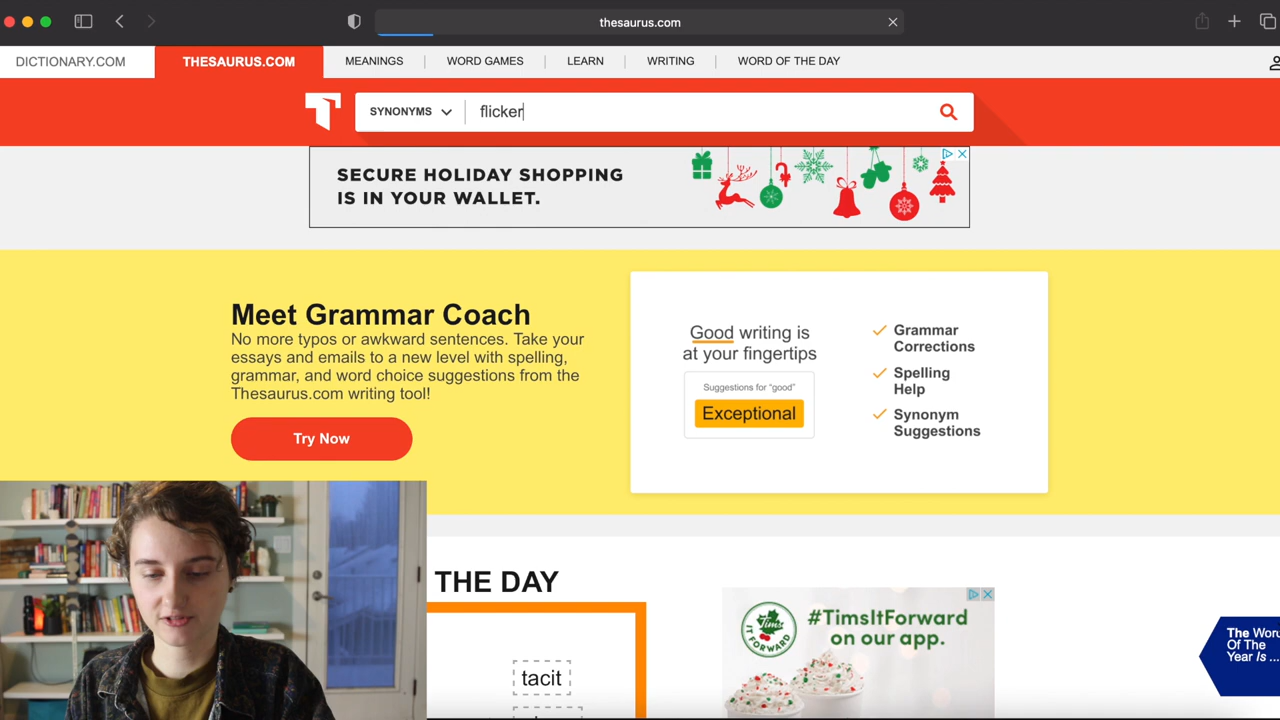 thesaurus.com
DICTIONARY.COM
THESAURUS.COM
MEANINGS
WORD GAMES
LEARN
WRITING
WORD OF THE DAY
SYNONYMS
flicker
SECURE HOLIDAY SHOPPING
IS IN YOUR WALLET.
Meet Grammar Coach
No more typos or awkward sentences. Take your
essays and emails to a new level with spelling,
grammar, and word choice suggestions from the
Thesaurus.com writing tool!
Try Now
Good writing is
at your fingertips
Suggestions for "good"
Exceptional
Grammar
Corrections
Spelling
Help
Synonym
Suggestions
THE DAY
tacit
Tims
IT FORWARD
#TimsItForward
on our app.
The Word
Of The
Year Is ...